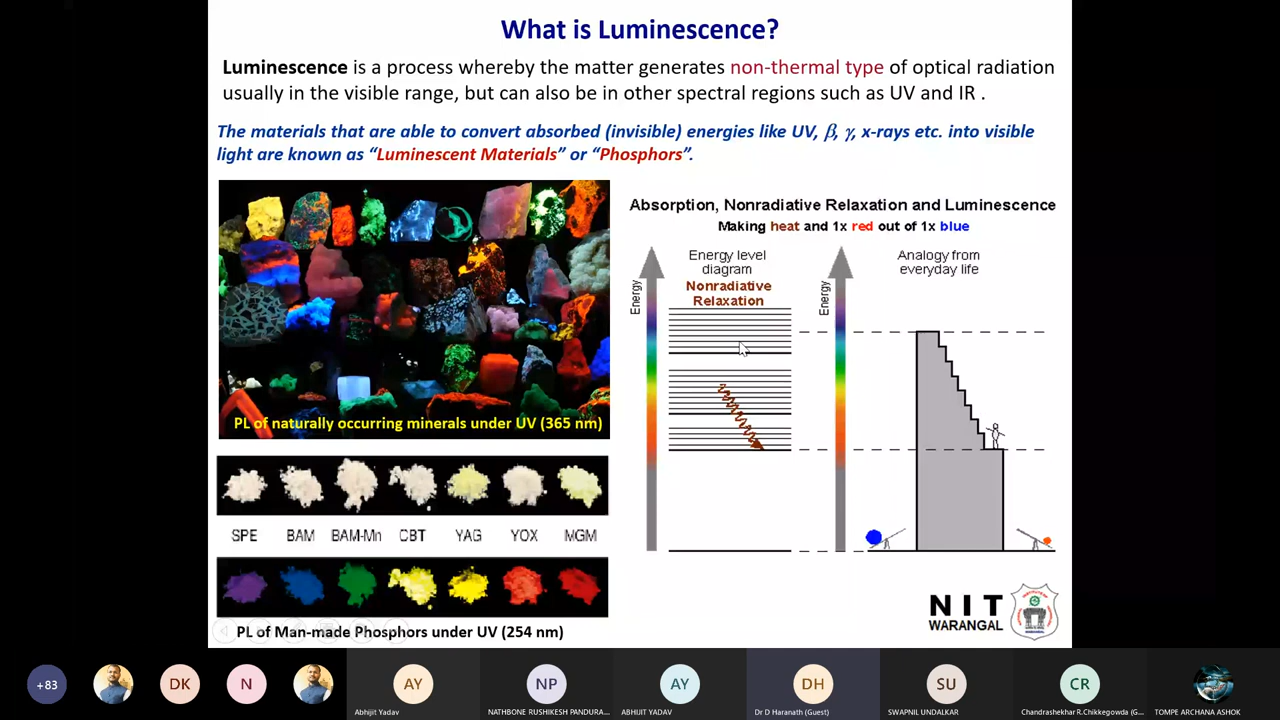 What is Luminescence?
Luminescence is a process whereby the matter generates non-thermal type of optical radiation
usually in the visible range, but can also be in other spectral regions such as UV and IR .
The materials that are able to convert absorbed (invisible) energies like UV, β, γ, x-rays etc. into visible
light are known as “Luminescent Materials” or “Phosphors”.
PL of naturally occurring minerals under UV (365 nm)
SPE BAM BAM-Mn CBT YAG YOX MGM
PL of Man-made Phosphors under UV (254 nm)
Absorption, Nonradiative Relaxation and Luminescence
Making heat and 1x red out of 1x blue
Energy level
diagram
Nonradiative
Relaxation
Energy
Analogy from
everyday life
Energy
NIT
WARANGAL
+83
DK
N
AY
Abhijit Yadav
NP
NATHBONE RUSHIKESH PANDURA...
AY
ABHIJIT YADAV
DH
Dr D Haranath (Guest)
SU
SWAPNIL UNDALKAR
CR
Chandrashekhar R.Chikkegowda (G...
TOMPE ARCHANA ASHOK